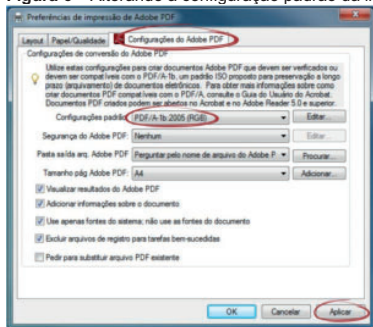 Preferências de impressão de Adobe PDF
Layout Papel/Qualidade Configurações do Adobe PDF
Configurações de conversão do Adobe PDF
Utilize estas configurações para criar documentos Adobe PDF que devem ser verificados ou
devem ser compatíveis com o PDF/A-1b, um padrão ISO proposto para preservação a longo
prazo (arquivamento) de documentos eletrônicos. Para obter mais informações sobre como
criar documentos PDF compatíveis com o PDF/A, consulte o Guia do Usuário do Acrobat.
Documentos PDF criados podem ser abertos no Acrobat e no Adobe Reader 5.0 e superior.
Configurações padrão: PDF/A-1b:2005 (RGB) Editar...
Segurança do Adobe PDF: Nenhum Editar...
Pasta saída arq. Adobe PDF: Perguntar pelo nome de arquivo do Adobe P Procurar...
Tamanho pág Adobe PDF: A4 Adicionar...
Visualizar resultados do Adobe PDF
Adicionar informações sobre o documento
Use apenas fontes do sistema; não use as fontes do documento
Excluir arquivos de registro para tarefas bem-sucedidas
Pedir para substituir arquivo PDF existente
OK Cancelar Aplicar